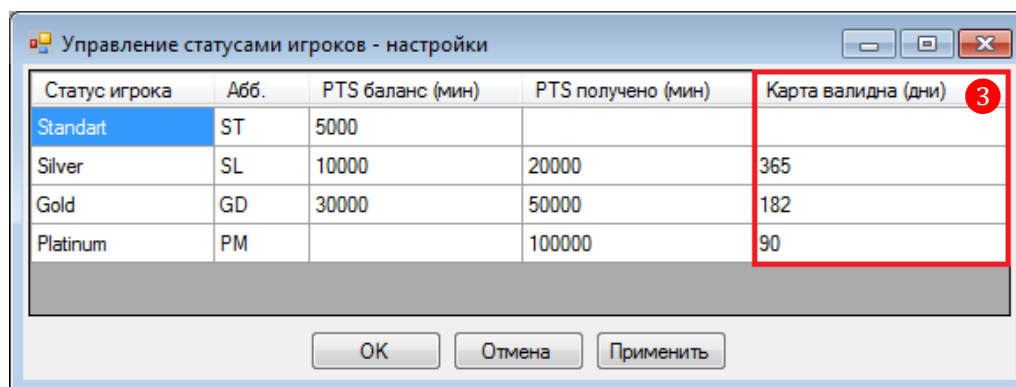 Управление статусами игроков - настройки
Статус игрока Абб. PTS баланс (мин) PTS получено (мин) Карта валидна (дни) 3
Standart ST 5000
Silver SL 10000 20000 365
Gold GD 30000 50000 182
Platinum PM 100000 90
OK Отмена Применить